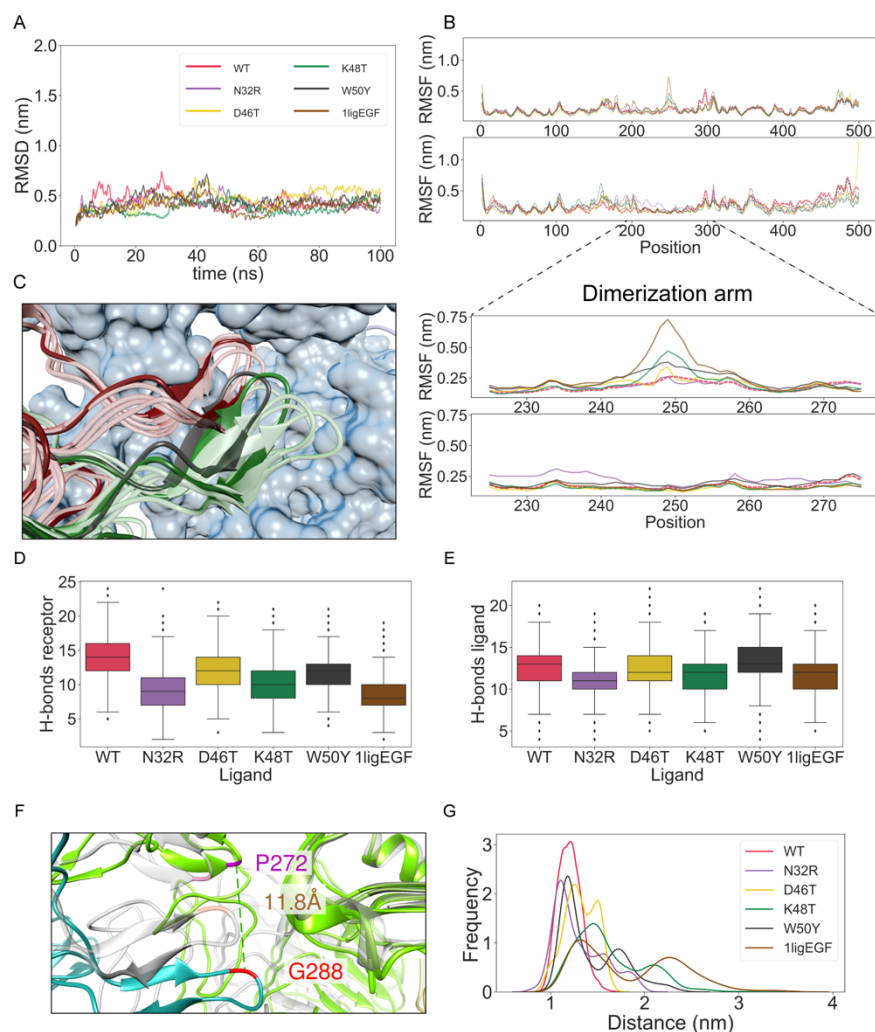 A
2.0
1.5
1.0
0.5
0.0
RMSD (nm)
WT
N32R
D46T
K48T
W50Y
1ligEGF
0 20 40 60 80 100
time (ns)
B
RMSF (nm)
1.0
0.5
0 100 200 300 400 500
RMSF (nm)
1.0
0.5
0 100 200 300 400 500
Position
Dimerization arm
RMSF (nm)
0.75
0.50
0.25
230 240 250 260 270
RMSF (nm)
0.75
0.50
0.25
230 240 250 260 270
Position
C
D
H-bonds receptor
25
20
15
10
5
WT N32R D46T K48T W50Y 1ligEGF
Ligand
E
H-bonds ligand
20
15
10
5
WT N32R D46T K48T W50Y 1ligEGF
Ligand
F
P272
11.8Å
G288
G
Frequency
3
2
1
0
WT
N32R
D46T
K48T
W50Y
1ligEGF
1 2 3 4
Distance (nm)